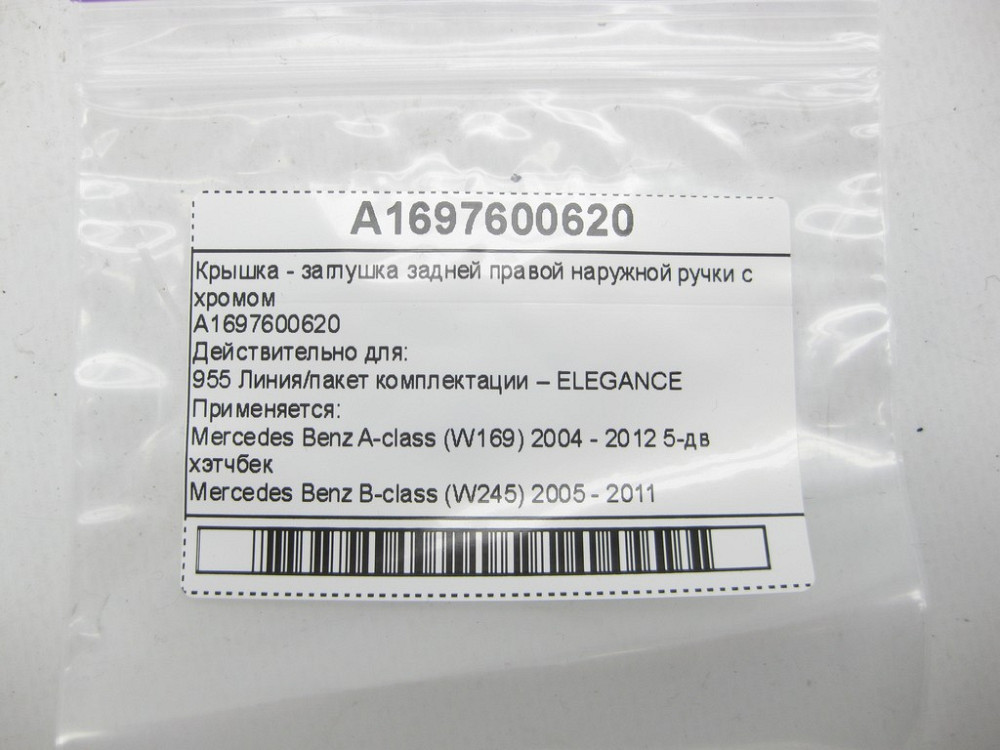 A1697600620
Крышка - заглушка задней правой наружной ручки с
хромом
A1697600620
Действительно для:
955 Линия/пакет комплектации – ELEGANCE
Применяется:
Mercedes Benz A-class (W169) 2004 - 2012 5-дв
хэтчбек
Mercedes Benz B-class (W245) 2005 - 2011